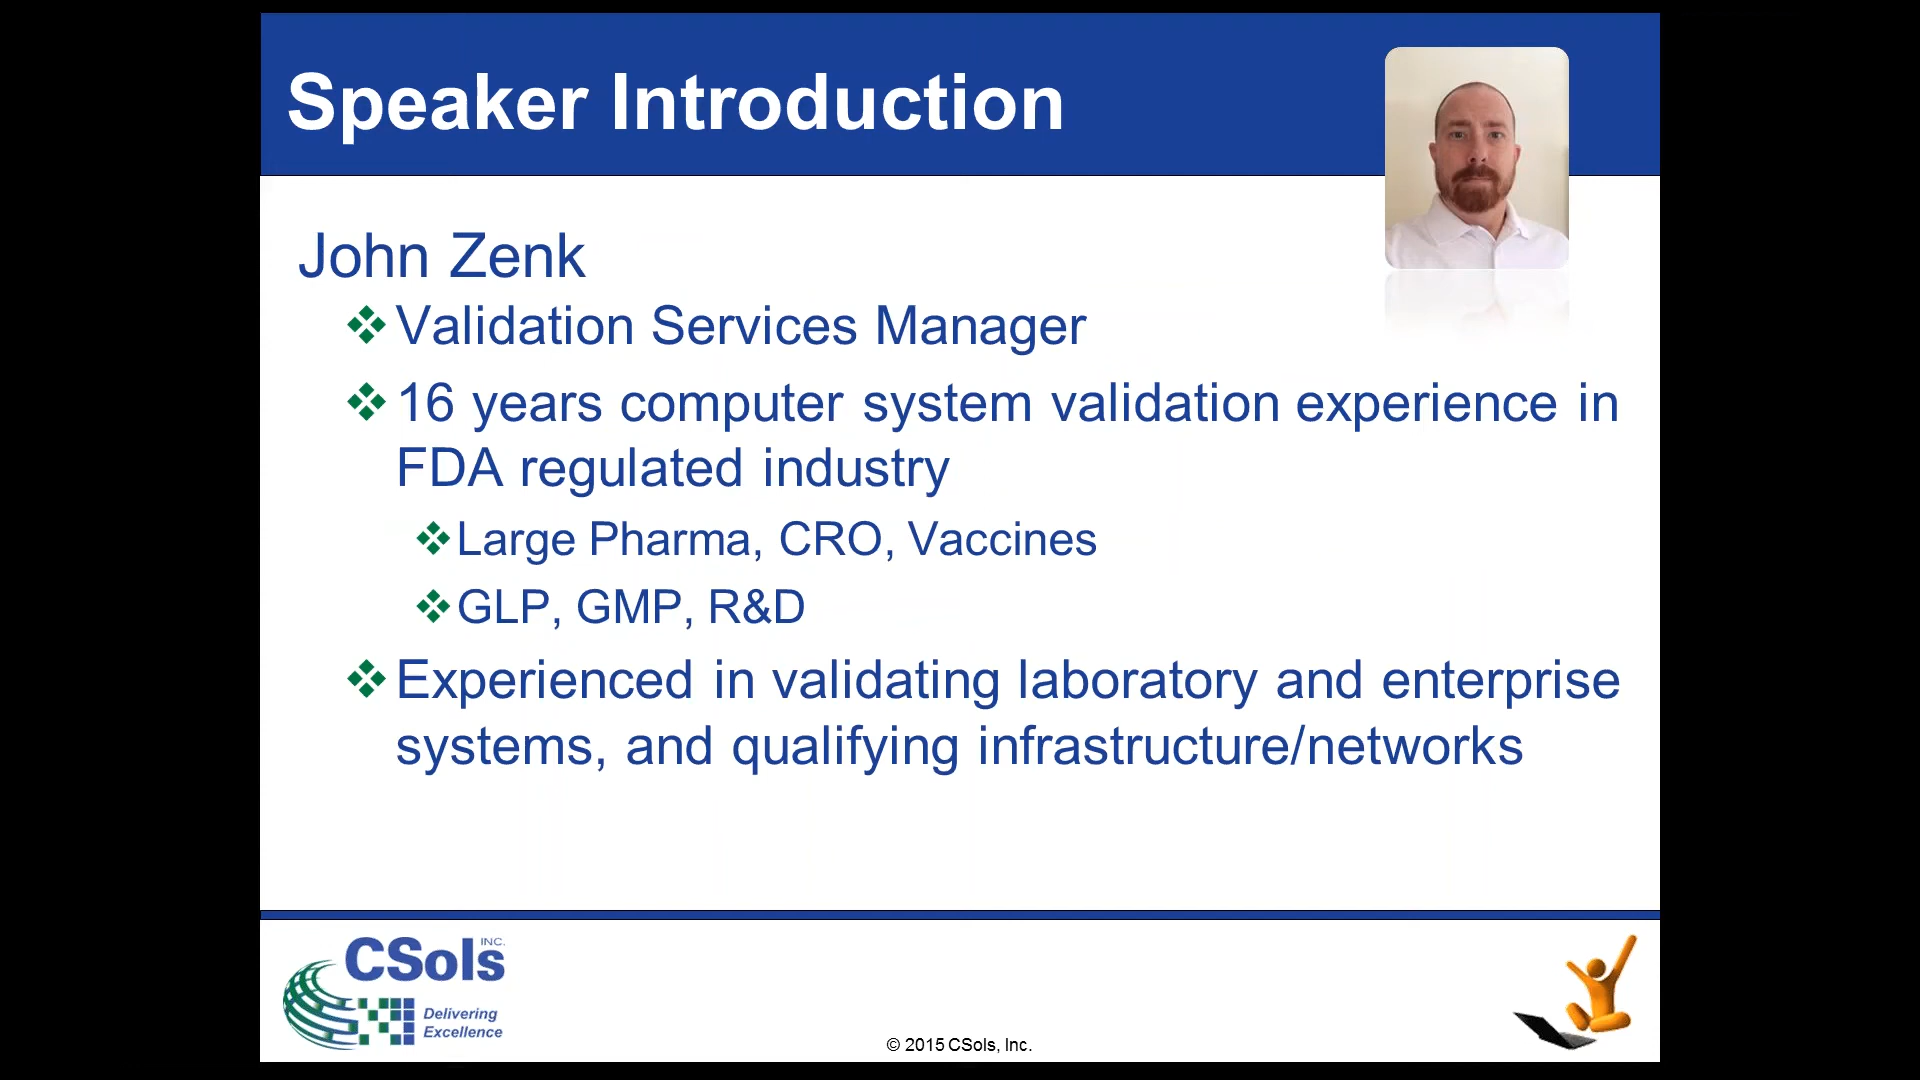 Speaker Introduction
John Zenk
Validation Services Manager
16 years computer system validation experience in
FDA regulated industry
Large Pharma, CRO, Vaccines
GLP, GMP, R&D
Experienced in validating laboratory and enterprise
systems, and qualifying infrastructure/networks
CSols INC.
Delivering
Excellence
© 2015 CSols, Inc.